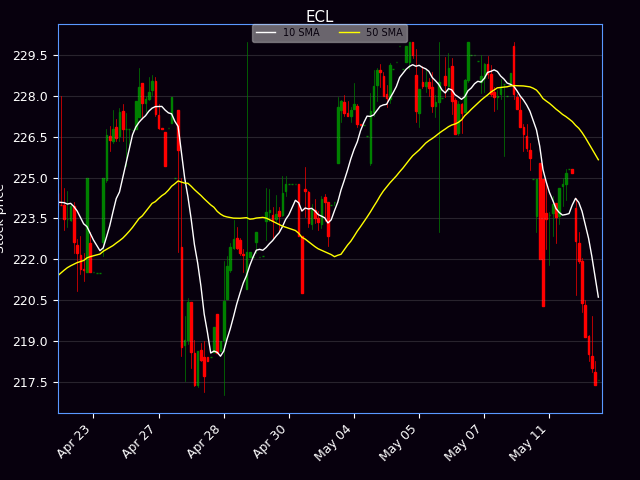 ECL
10 SMA
50 SMA
229.5
228.0
226.5
225.0
223.5
222.0
220.5
219.0
217.5
Stock price
Apr 23
Apr 27
Apr 28
Apr 30
May 04
May 05
May 07
May 11